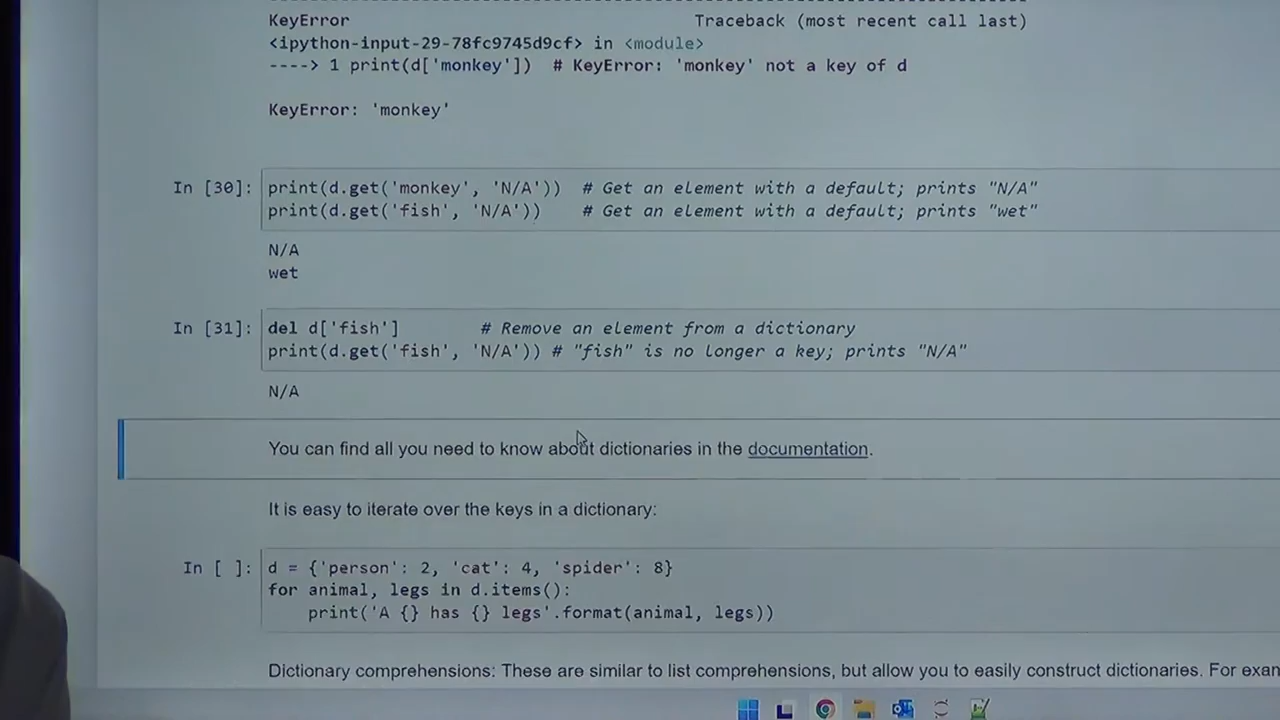 KeyError Traceback (most recent call last)
<ipython-input-29-78fc9745d9cf> in <module>
----> 1 print(d['monkey']) # KeyError: 'monkey' not a key of d
KeyError: 'monkey'
In [30]: print(d.get('monkey', 'N/A')) # Get an element with a default; prints "N/A"
print(d.get('fish', 'N/A')) # Get an element with a default; prints "wet"
N/A
wet
In [31]: del d['fish'] # Remove an element from a dictionary
print(d.get('fish', 'N/A')) # "fish" is no longer a key; prints "N/A"
N/A
You can find all you need to know about dictionaries in the documentation.
It is easy to iterate over the keys in a dictionary:
In [ ]: d = {'person': 2, 'cat': 4, 'spider': 8}
for animal, legs in d.items():
print('A {} has {} legs'.format(animal, legs))
Dictionary comprehensions: These are similar to list comprehensions, but allow you to easily construct dictionaries. For exam